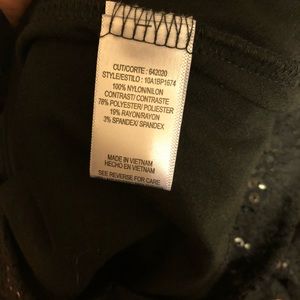 CUT/CORTE : 642020
STYLE/ESTILO : 10A1BP1674
100% NYLON/NILON
CONTRAST/ CONTRASTE
78% POLYESTER/ POLIESTER
19% RAYON/RAYON
3% SPANDEX/ SPANDEX
MADE IN VIETNAM
HECHO EN VIETNAM
SEE REVERSE FOR CARE